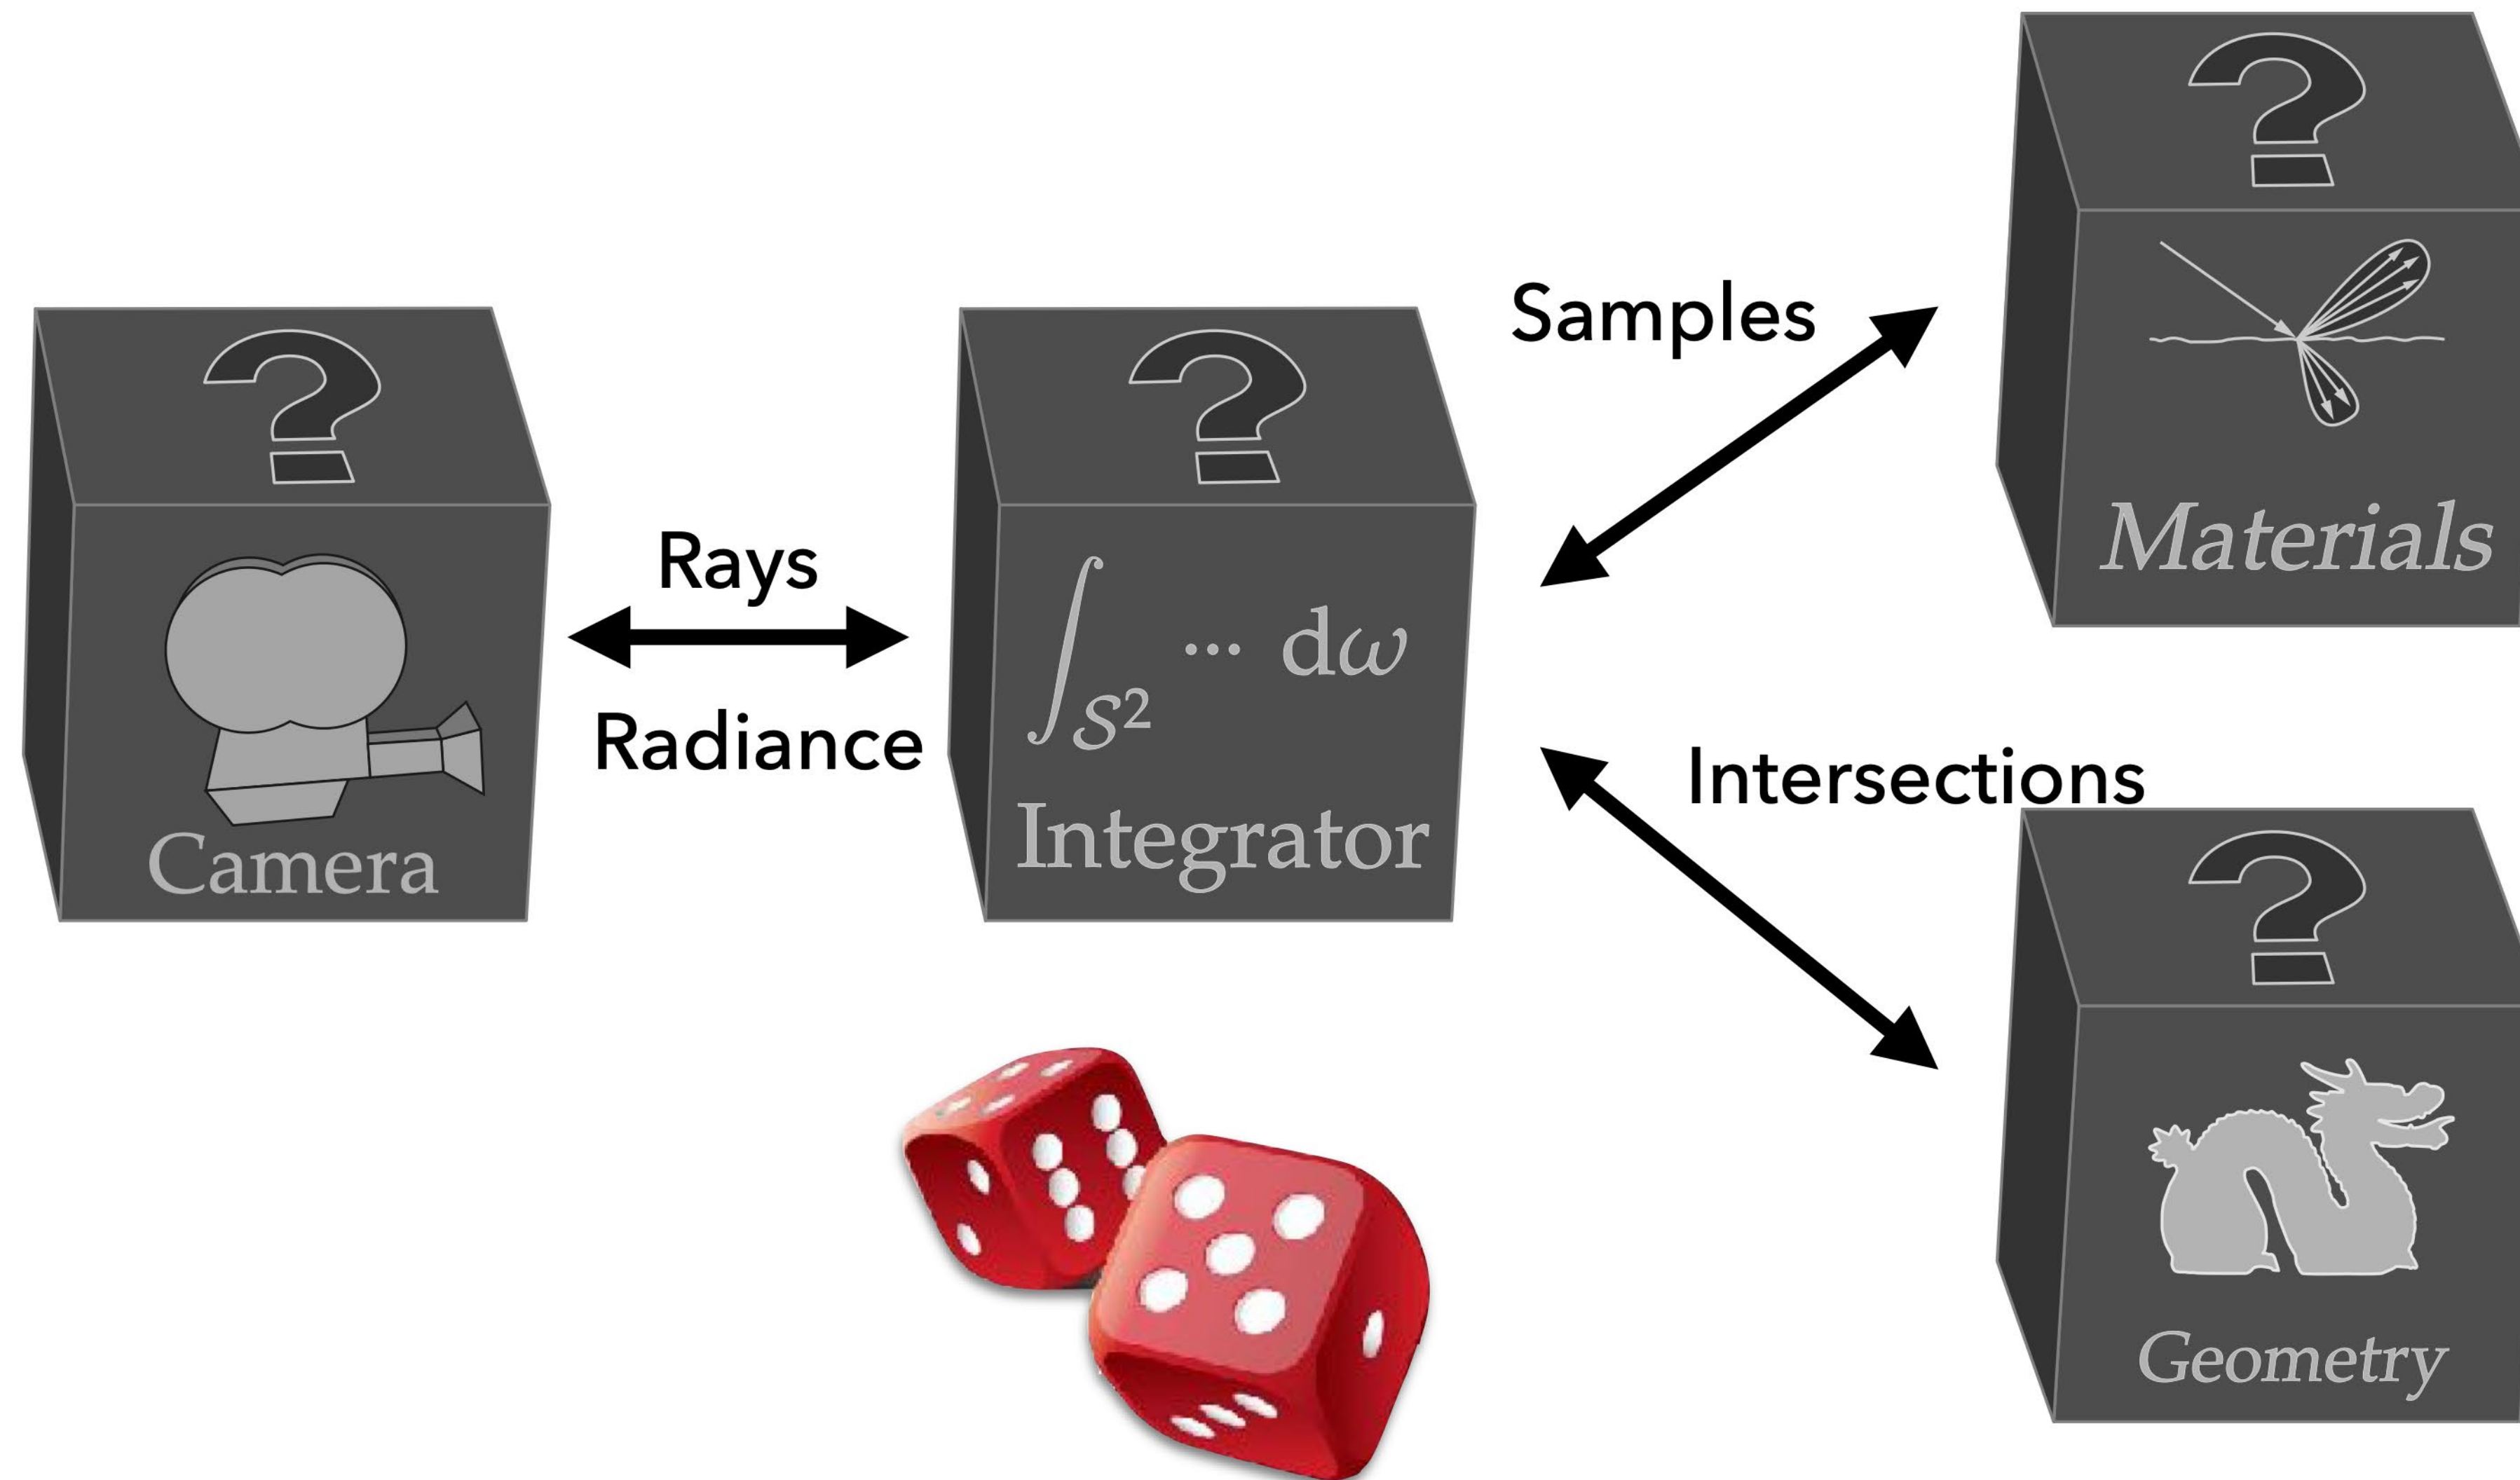 ?
?
?
?
Samples
Materials
Rays
Radiance
∫S² ··· dω
Camera
Integrator
Intersections
Geometry